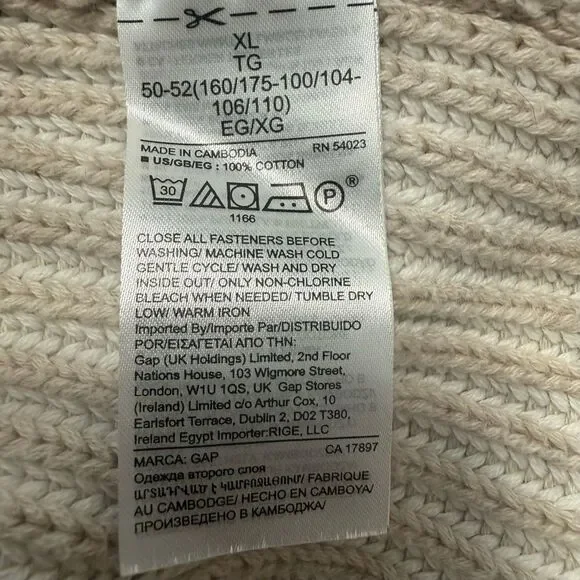 XL
TG
50-52(160/175-100/104-
106/110)
EG/XG
MADE IN CAMBODIA RN 54023
US/GB/EG : 100% COTTON
30 P ®
1166
CLOSE ALL FASTENERS BEFORE
WASHING/ MACHINE WASH COLD
GENTLE CYCLE/ WASH AND DRY
INSIDE OUT/ ONLY NON-CHLORINE
BLEACH WHEN NEEDED/ TUMBLE DRY
LOW/ WARM IRON
Imported By/Importe Par/DISTRIBUIDO
POR/ΕΙΣΑΓΕΤΑΙ ΑΠΟ ΤΗΝ:
Gap (UK Holdings) Limited, 2nd Floor
Nations House, 103 Wigmore Street,
London, W1U 1QS, UK Gap Stores
(Ireland) Limited c/o Arthur Cox, 10
Earlsfort Terrace, Dublin 2, D02 T380,
Ireland Egypt Importer:RIGE, LLC
MARCA: GAP CA 17897
Одежда второго слоя
ԱՐՏԱԴՐՎԱԾ Է ԿԱՄԲՈՋԱՅՈՒՄ/ FABRIQUE
AU CAMBODGE/ HECHO EN CAMBOYA/
ПРОИЗВЕДЕНО В КАМБОДЖА/